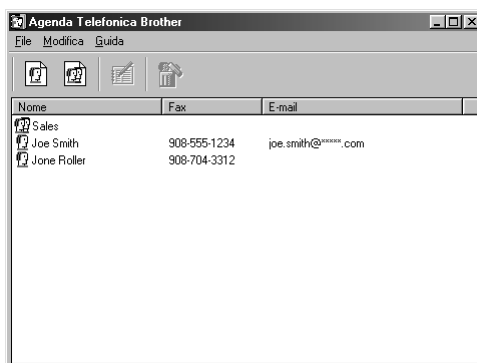 Agenda Telefonica Brother
File Modifica Guida
Nome Fax E-mail
Sales
Joe Smith 908-555-1234 joe.smith@*****.com
Jone Roller 908-704-3312